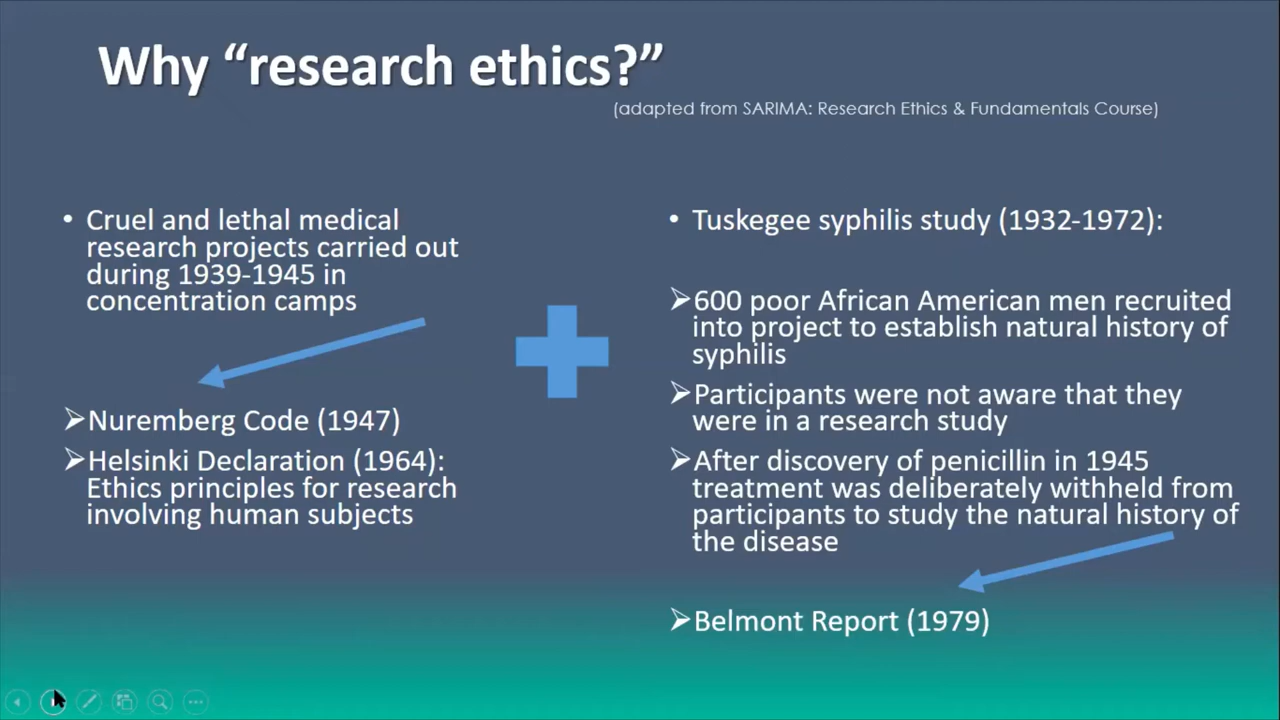 Why “research ethics?”
(adapted from SARIMA: Research Ethics & Fundamentals Course)
• Cruel and lethal medical
research projects carried out
during 1939-1945 in
concentration camps
➢Nuremberg Code (1947)
➢Helsinki Declaration (1964):
Ethics principles for research
involving human subjects
• Tuskegee syphilis study (1932-1972):
➢600 poor African American men recruited
into project to establish natural history of
syphilis
➢Participants were not aware that they
were in a research study
➢After discovery of penicillin in 1945
treatment was deliberately withheld from
participants to study the natural history of
the disease
➢Belmont Report (1979)